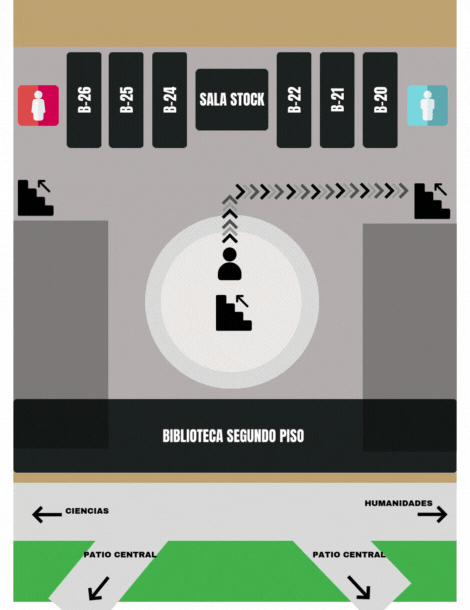 B-26
B-25
B-24
SALA STOCK
B-22
B-21
B-20
BIBLIOTECA SEGUNDO PISO
CIENCIAS
HUMANIDADES
PATIO CENTRAL
PATIO CENTRAL